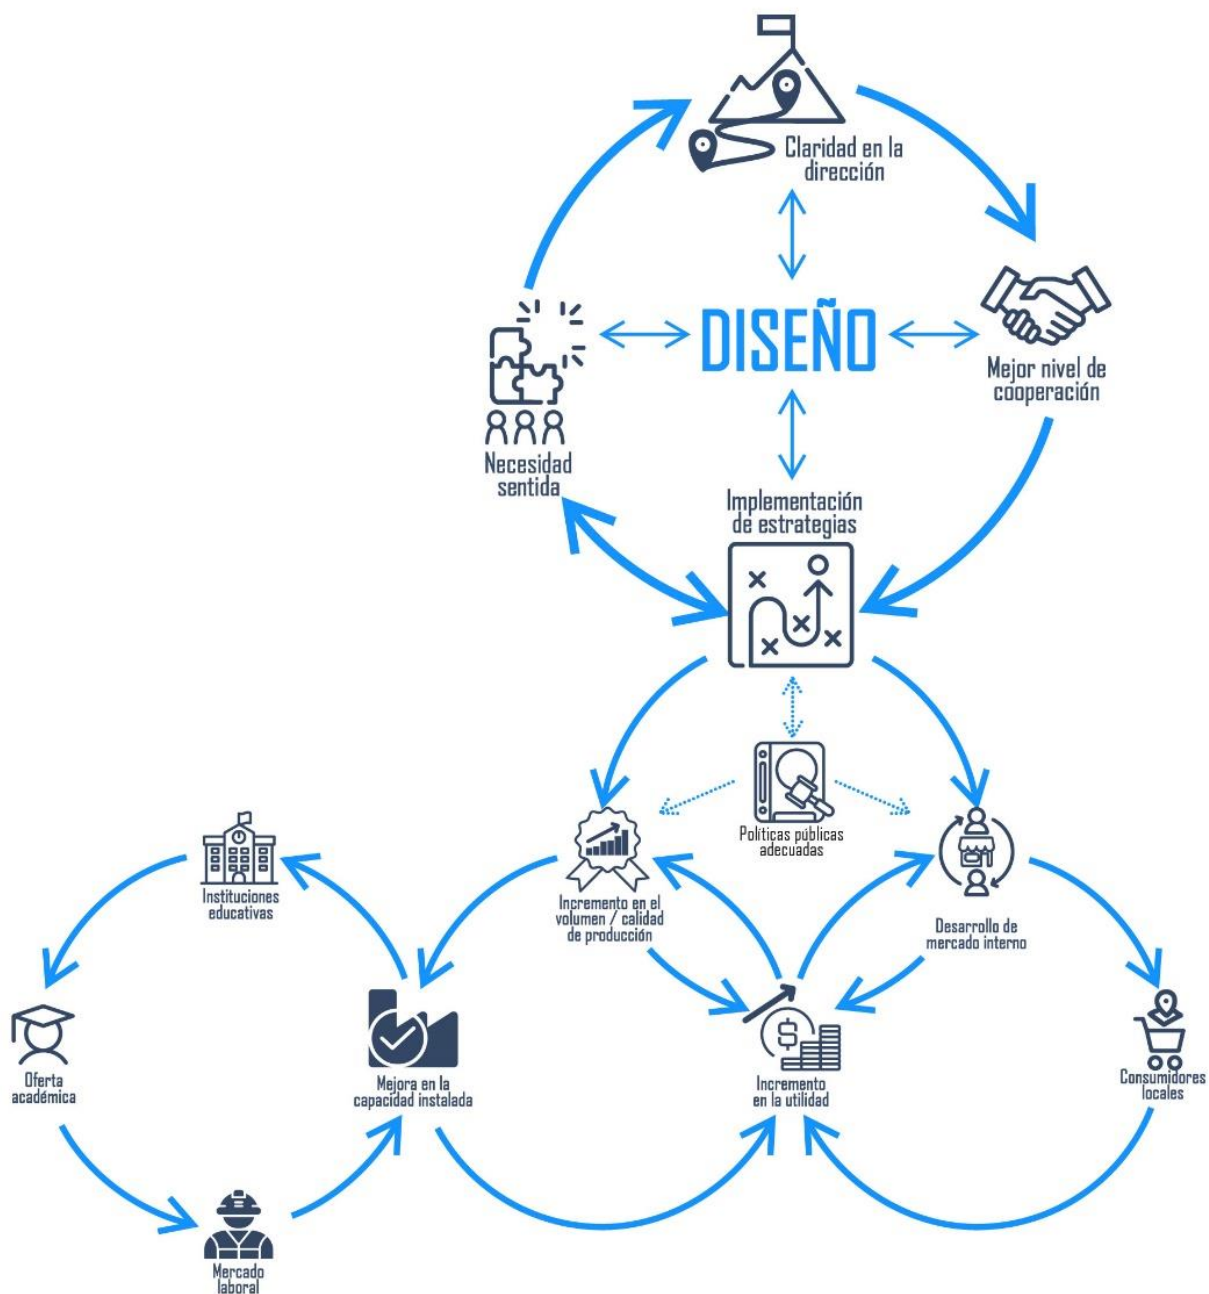 Claridad en la
dirección
DISEÑO
Mejor nivel de
cooperación
Necesidad
sentida
Implementación
de estrategias
Políticas públicas
adecuadas
Instituciones
educativas
Incremento en el
volumen / calidad
de producción
Desarrollo de
mercado interno
Oferta
académica
Mejora en la
capacidad instalada
$
Incremento
en la utilidad
Consumidores
locales
Mercado
laboral